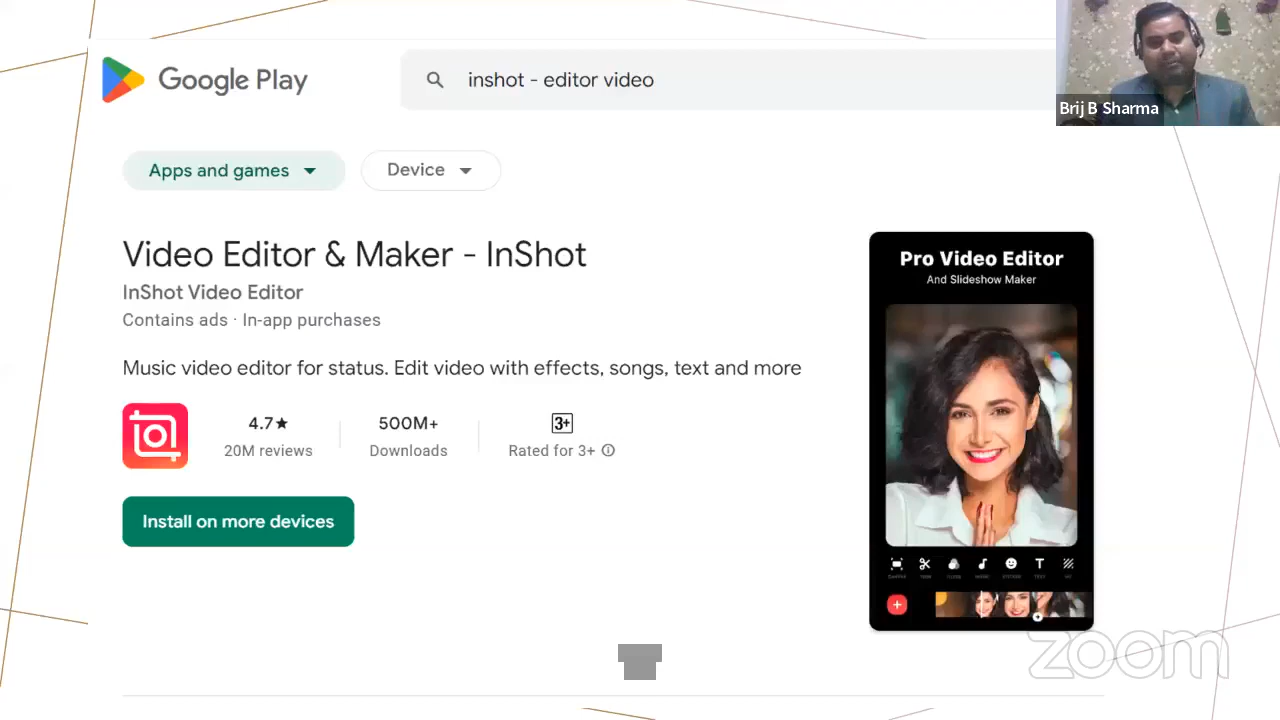 Google Play
inshot - editor video
Brij B Sharma
Apps and games
Device
Video Editor & Maker - InShot
InShot Video Editor
Contains ads · In-app purchases
Music video editor for status. Edit video with effects, songs, text and more
4.7★
20M reviews
500M+
Downloads
3+
Rated for 3+
Install on more devices
Pro Video Editor
And Slideshow Maker
TEXT
zoom